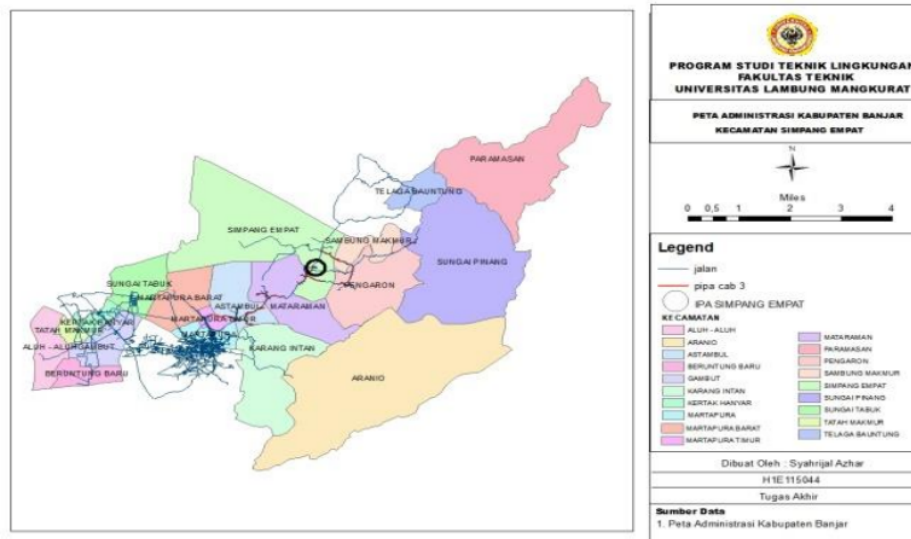 PARAMASAN
TELAGA BAUNTUNG
SIMPANG EMPAT
SAMBUNG MAKMUR
SUNGAI PINANG
PENGARON
SUNGAI TABUK
MARTAPURA BARAT
ASTAMBUL
MATARAMAN
MARTAPURA TIMUR
KERTAK HANYAR
TATAH MAKMUR
MARTAPURA
ALUH - ALUH
GAMBUT
KARANG INTAN
BERUNTUNG BARU
ARANIO
PROGRAM STUDI TEKNIK LINGKUNGAN
FAKULTAS TEKNIK
UNIVERSITAS LAMBUNG MANGKURAT
PETA ADMINISTRASI KABUPATEN BANJAR
KECAMATAN SIMPANG EMPAT
N
Miles
0 0,5 1 2 3 4
Legend
jalan
pipa cab 3
IPA SIMPANG EMPAT
KECAMATAN
ALUH - ALUH
ARANIO
ASTAMBUL
BERUNTUNG BARU
GAMBUT
KARANG INTAN
KERTAK HANYAR
MARTAPURA
MARTAPURA BARAT
MARTAPURA TIMUR
MATARAMAN
PARAMASAN
PENGARON
SAMBUNG MAKMUR
SIMPANG EMPAT
SUNGAI PINANG
SUNGAI TABUK
TATAH MAKMUR
TELAGA BAUNTUNG
Dibuat Oleh : Syahrijal Azhar
H1E115044
Tugas Akhir
Sumber Data
1. Peta Administrasi Kabupaten Banjar